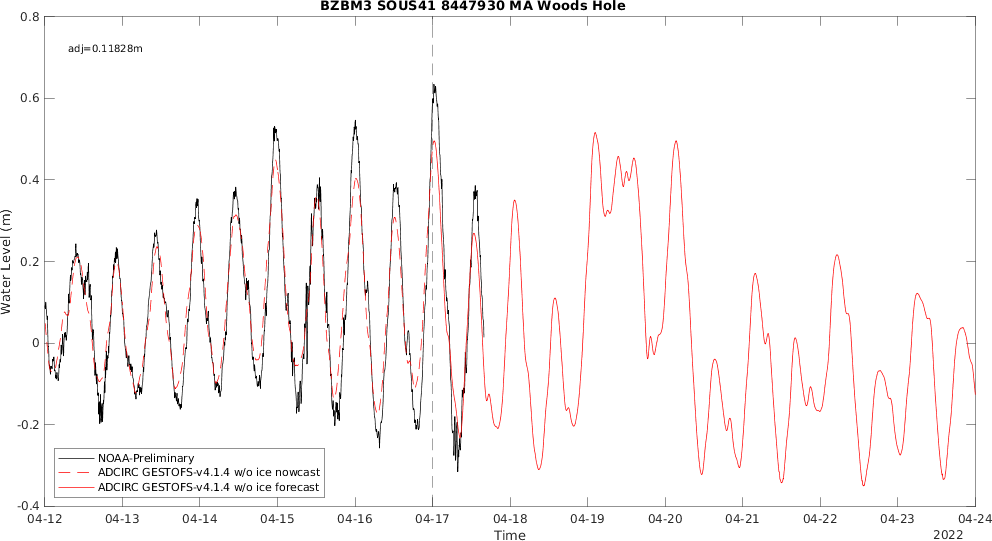 BZBM3 SOUS41 8447930 MA Woods Hole
adj=0.11828m
0.8
0.6
0.4
0.2
0
-0.2
-0.4
Water Level (m)
NOAA-Preliminary
ADCIRC GESTOFS-v4.1.4 w/o ice nowcast
ADCIRC GESTOFS-v4.1.4 w/o ice forecast
04-12 04-13 04-14 04-15 04-16 04-17 04-18 04-19 04-20 04-21 04-22 04-23 04-24
Time
2022